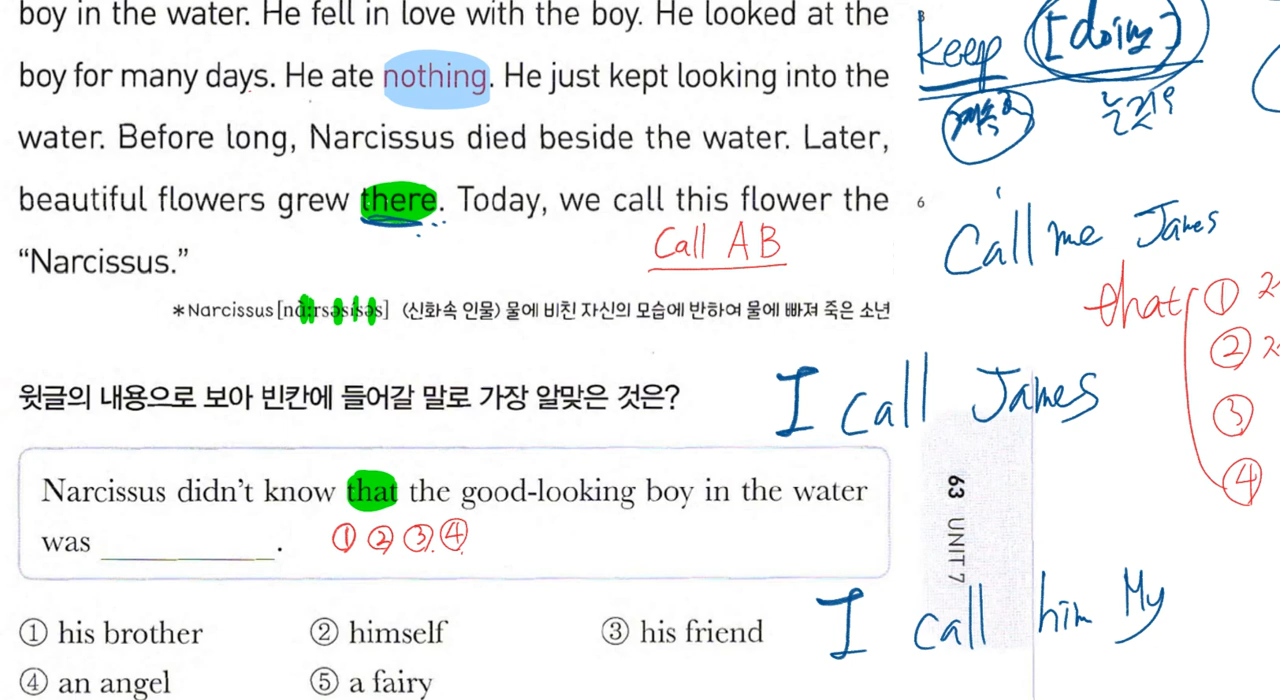 boy in the water. He fell in love with the boy. He looked at the
boy for many days. He ate nothing. He just kept looking into the
water. Before long, Narcissus died beside the water. Later,
beautiful flowers grew there. Today, we call this flower the
“Narcissus.”
*Narcissus[nɑːrsəsisəs] (신화속 인물) 물에 비친 자신의 모습에 반하여 물에 빠져 죽은 소년
Call A B
윗글의 내용으로 보아 빈칸에 들어갈 말로 가장 알맞은 것은?
Narcissus didn’t know that the good-looking boy in the water
was ____________.
① ② ③ ④
① his brother ② himself ③ his friend
④ an angel ⑤ a fairy
keep [doing]
6
Call me James
that ①
②
③
④
I call James
63 UNIT 7
I call him My